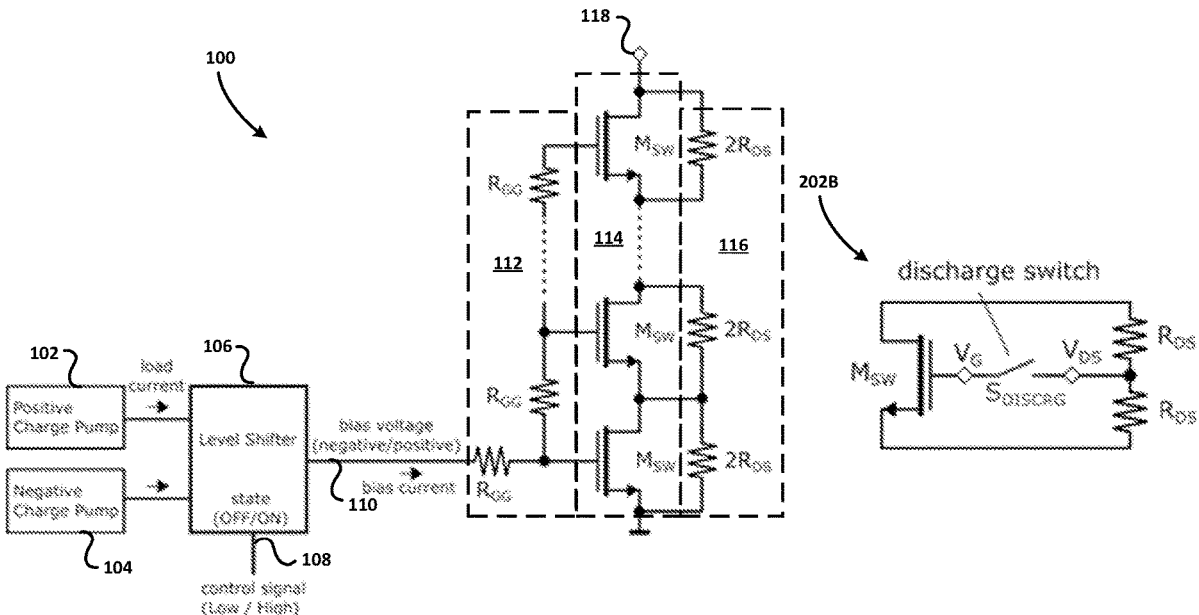 118
100
M_SW
2R_DS
R_GG
202B
114
116
112
discharge switch
102
106
load
current
M_SW
2R_DS
V_G
V_DS
R_DS
M_SW
S_DISCRG
Positive
Charge Pump
R_GG
R_DS
Level Shifter
bias voltage
(negative/positive)
M_SW
2R_DS
Negative
Charge Pump
bias current
R_GG
state
(OFF/ON)
110
104
108
control signal
(Low / High)